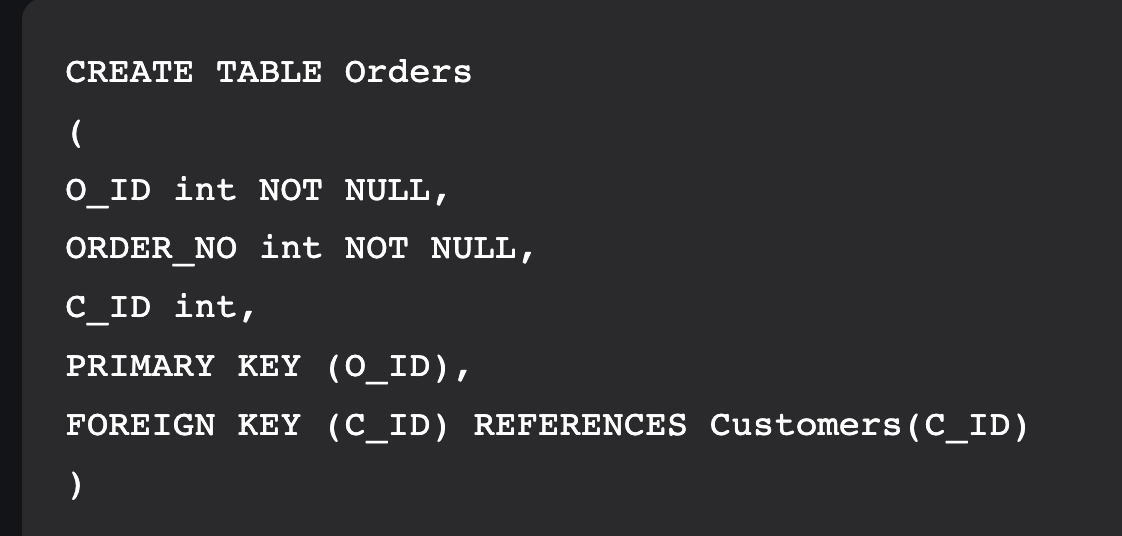 CREATE TABLE Orders
(
O_ID int NOT NULL,
ORDER_NO int NOT NULL,
C_ID int,
PRIMARY KEY (O_ID),
FOREIGN KEY (C_ID) REFERENCES Customers(C_ID)
)